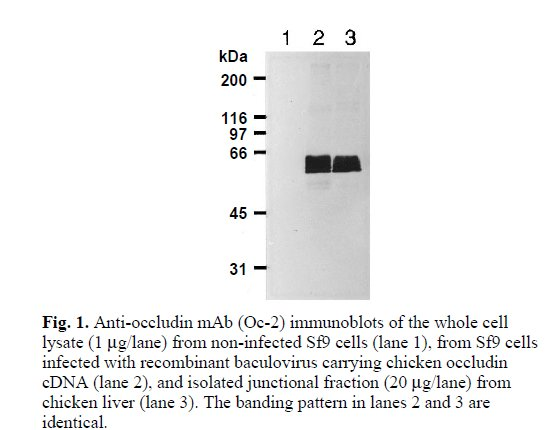 1 2 3
kDa
200
116
97
66
45
31
Fig. 1. Anti-occludin mAb (Oc-2) immunoblots of the whole cell
lysate (1 μg/lane) from non-infected Sf9 cells (lane 1), from Sf9 cells
infected with recombinant baculovirus carrying chicken occludin
cDNA (lane 2), and isolated junctional fraction (20 μg/lane) from
chicken liver (lane 3). The banding pattern in lanes 2 and 3 are
identical.